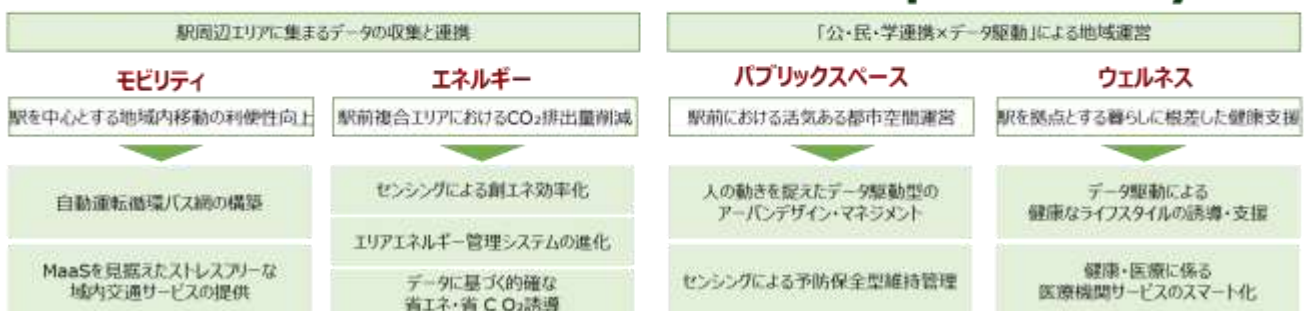 駅周辺エリアに集まるデータの収集と連携
「公・民・学連携×データ駆動」による地域運営
モビリティ
駅を中心とする地域内移動の利便性向上
自動運転循環バス網の構築
MaaSを見据えたストレスフリーな
域内交通サービスの提供
エネルギー
駅前複合エリアにおけるCO₂排出量削減
センシングによる創エネ効率化
エリアエネルギー管理システムの進化
データに基づく的確な
省エネ・省CO₂誘導
パブリックスペース
駅前における活気ある都市空間運営
人の動きを捉えたデータ駆動型の
アーバンデザイン・マネジメント
センシングによる予防保全型維持管理
ウェルネス
駅を拠点とする暮らしに根差した健康支援
データ駆動による
健康なライフスタイルの誘導・支援
健康・医療に係る
医療機関サービスのスマート化